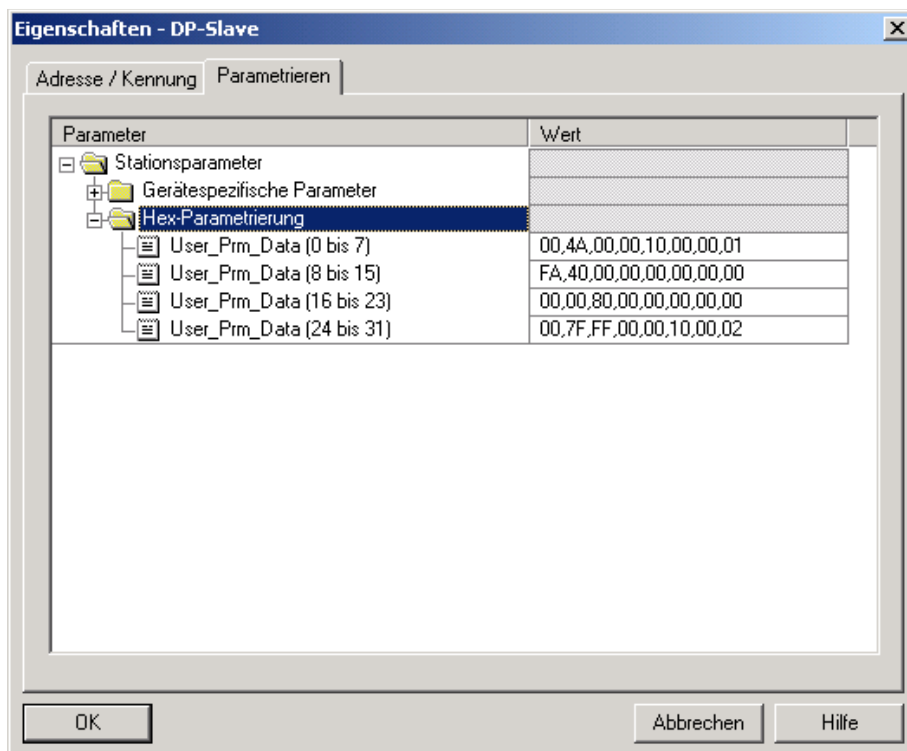 Eigenschaften - DP-Slave
Adresse / Kennung Parametrieren
Parameter Wert
Stationsparameter
Gerätespezifische Parameter
Hex-Parametrierung
User_Prm_Data (0 bis 7) 00,4A,00,00,10,00,00,01
User_Prm_Data (8 bis 15) FA,40,00,00,00,00,00,00
User_Prm_Data (16 bis 23) 00,00,80,00,00,00,00,00
User_Prm_Data (24 bis 31) 00,7F,FF,00,00,10,00,02
OK Abbrechen Hilfe